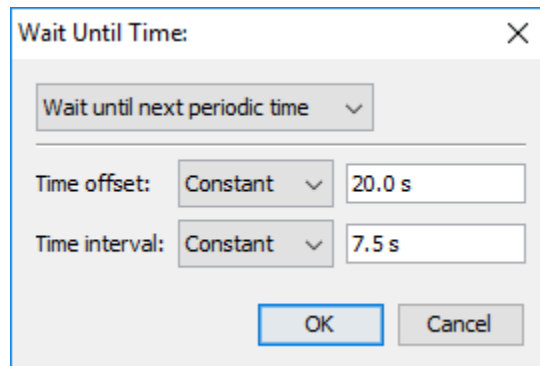 Wait Until Time:
Wait until next periodic time
Time offset: Constant 20.0 s
Time interval: Constant 7.5 s
OK Cancel